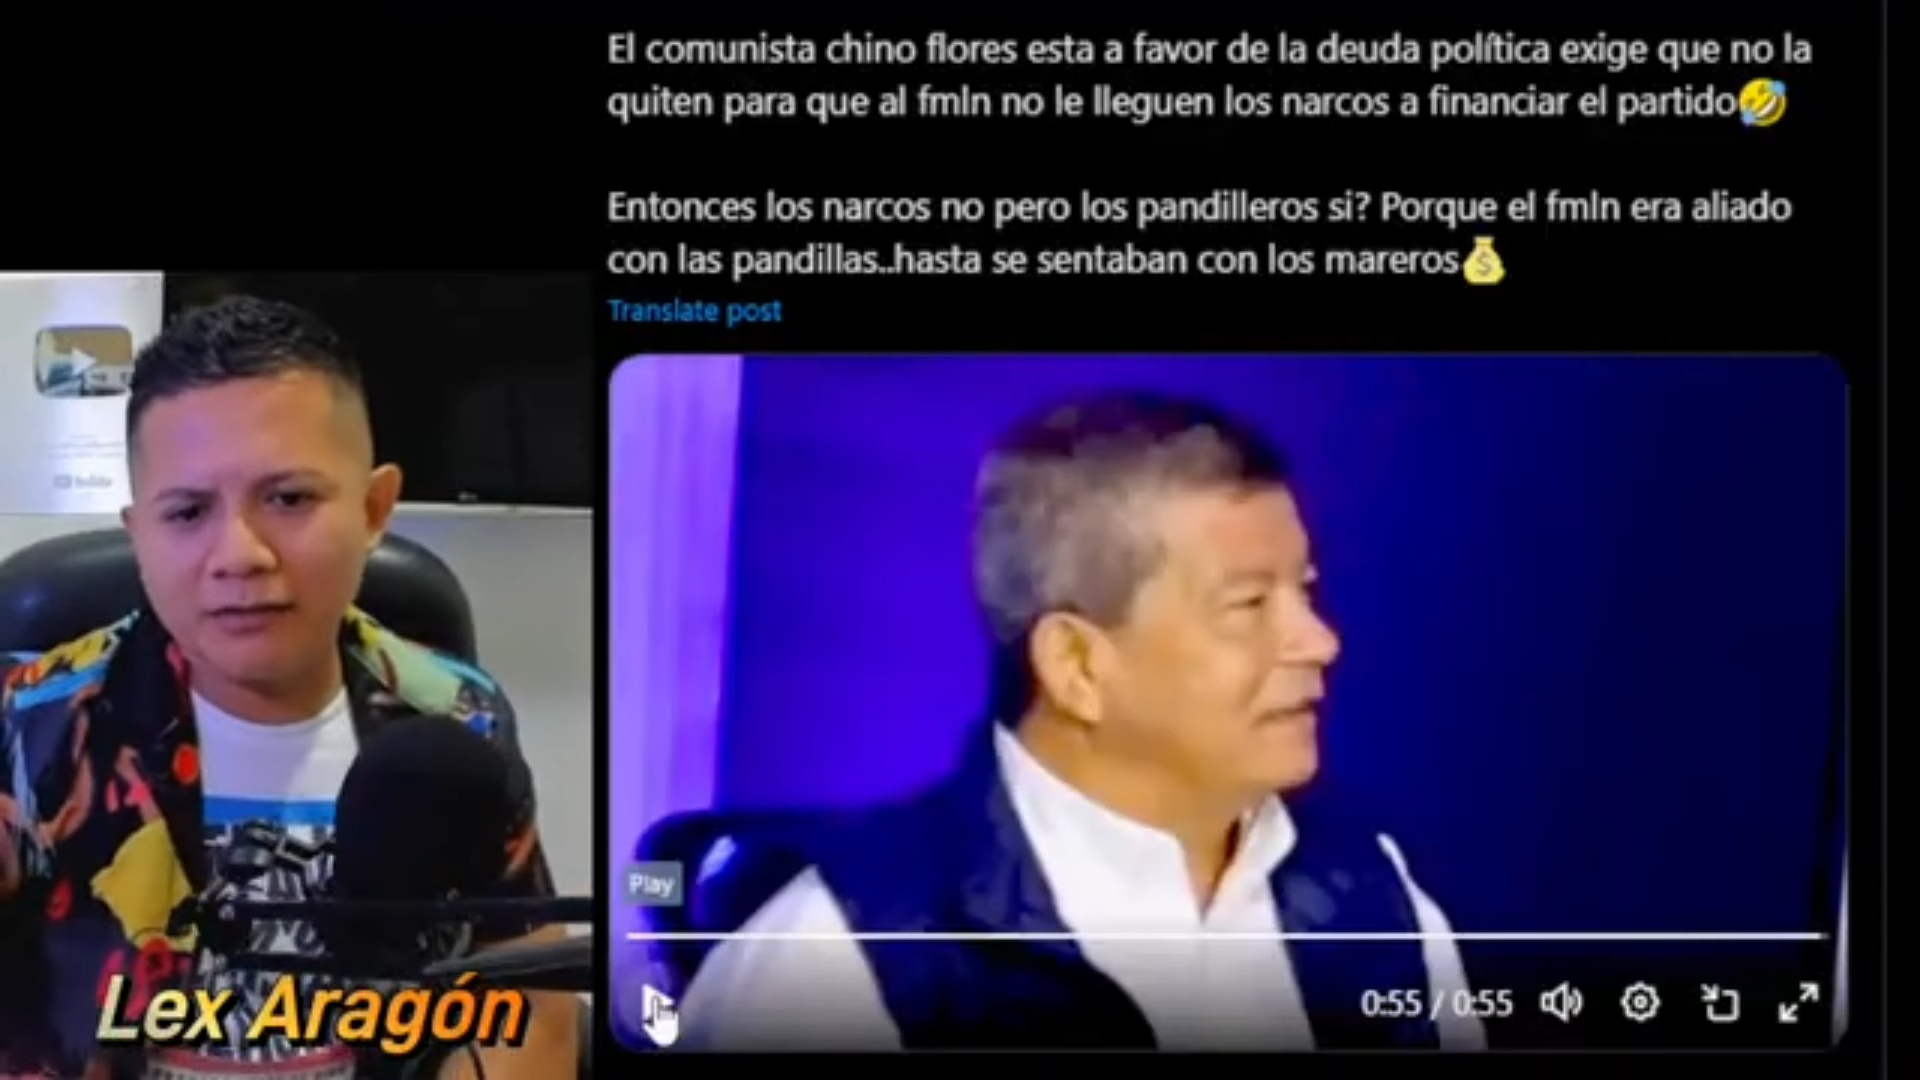 El comunista chino flores esta a favor de la deuda política exige que no la
quiten para que al fmln no le lleguen los narcos a financiar el partido🤣
Entonces los narcos no pero los pandilleros si? Porque el fmln era aliado
con las pandillas..hasta se sentaban con los mareros💰
Translate post
Play
0:55 / 0:55
Lex Aragón